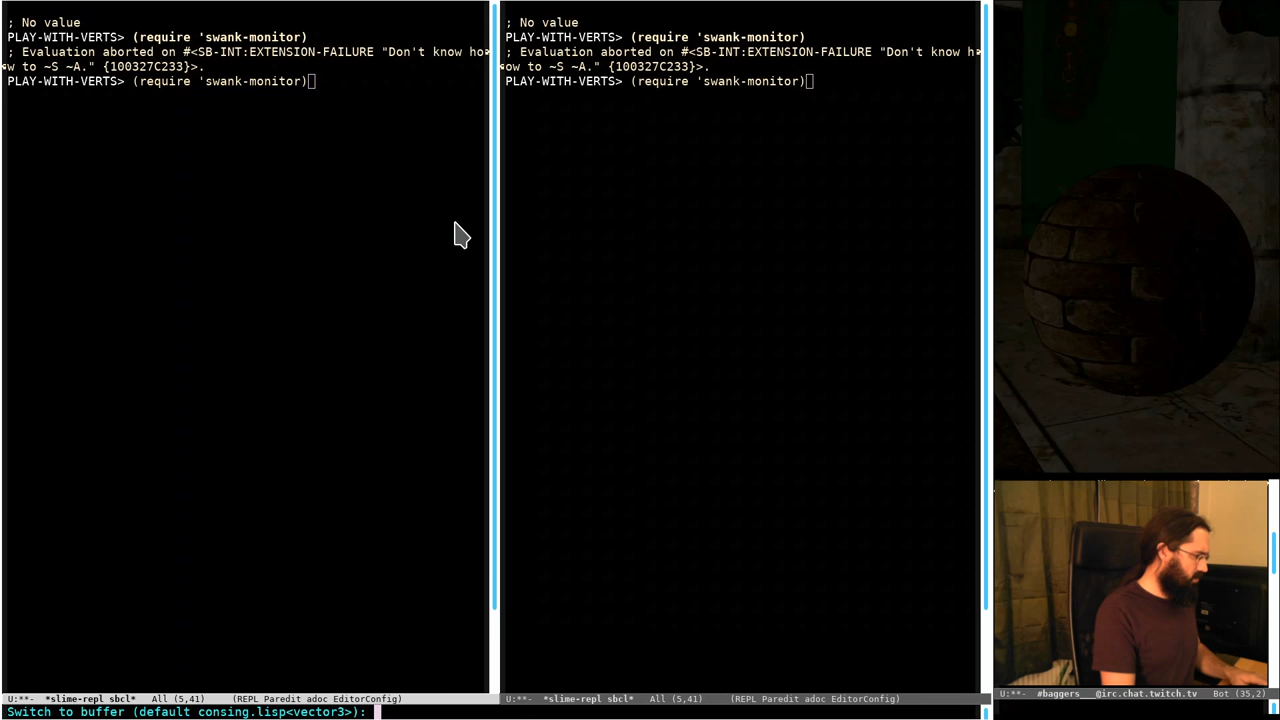 ; No value
PLAY-WITH-VERTS> (require 'swank-monitor)
; Evaluation aborted on #<SB-INT:EXTENSION-FAILURE "Don't know ho
w to ~S ~A." {100327C233}>.
PLAY-WITH-VERTS> (require 'swank-monitor)
; No value
PLAY-WITH-VERTS> (require 'swank-monitor)
; Evaluation aborted on #<SB-INT:EXTENSION-FAILURE "Don't know h
ow to ~S ~A." {100327C233}>.
PLAY-WITH-VERTS> (require 'swank-monitor)
U:**-  *slime-repl sbcl*   All (5,41)    (REPL Paredit adoc EditorConfig)
U:**-  *slime-repl sbcl*   All (5,41)    (REPL Paredit adoc EditorConfig)
U:**-  #baggers___@irc.chat.twitch.tv   Bot (35,2)
Switch to buffer (default consing.lisp<vector3>):